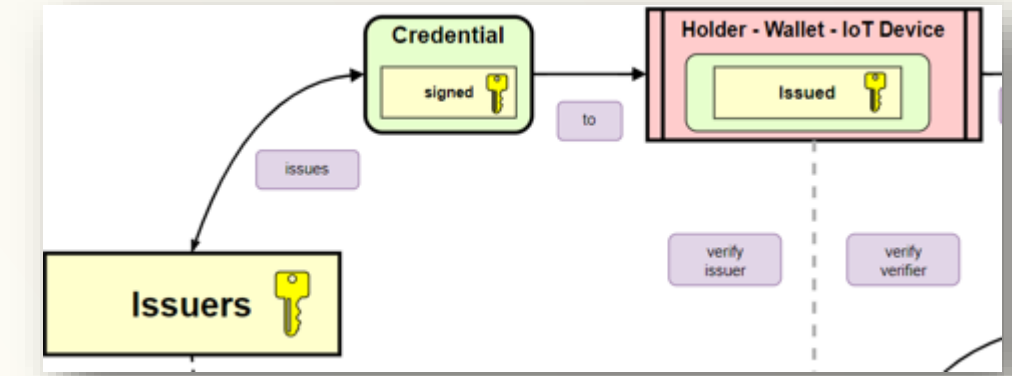 Credential
Holder - Wallet - IoT Device
signed
Issued
to
issues
verify
issuer
verify
verifier
Issuers